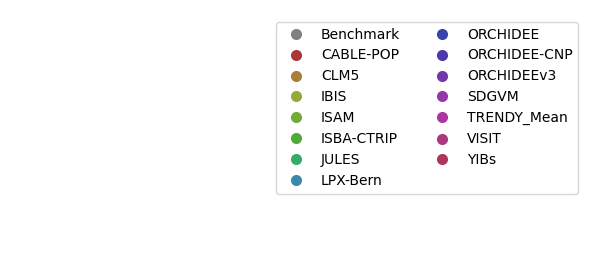 Benchmark
CABLE-POP
CLM5
IBIS
ISAM
ISBA-CTRIP
JULES
LPX-Bern
ORCHIDEE
ORCHIDEE-CNP
ORCHIDEEv3
SDGVM
TRENDY_Mean
VISIT
YIBs